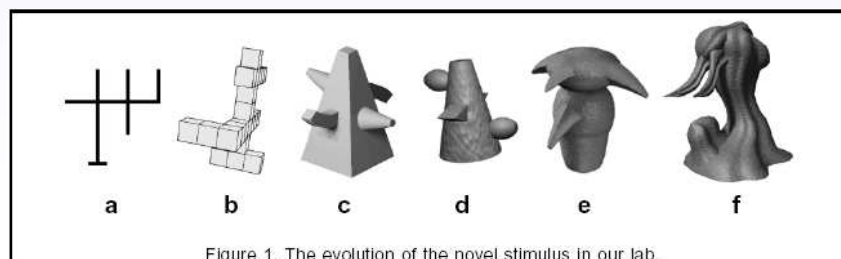 a b c d e f
Figure 1. The evolution of the novel stimulus in our lab.